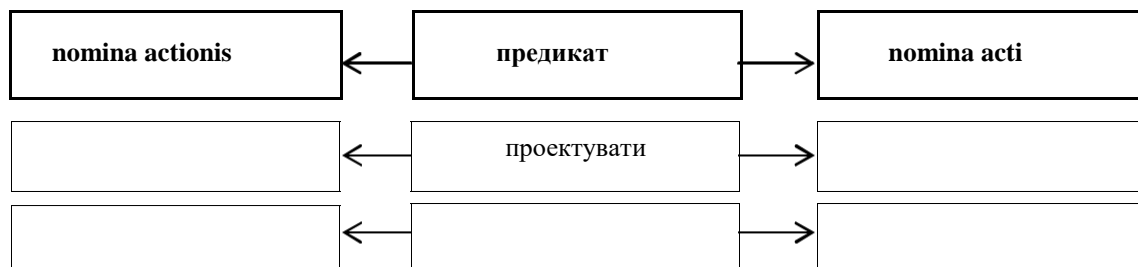 nomina actionis
предикат
nomina acti
проектувати